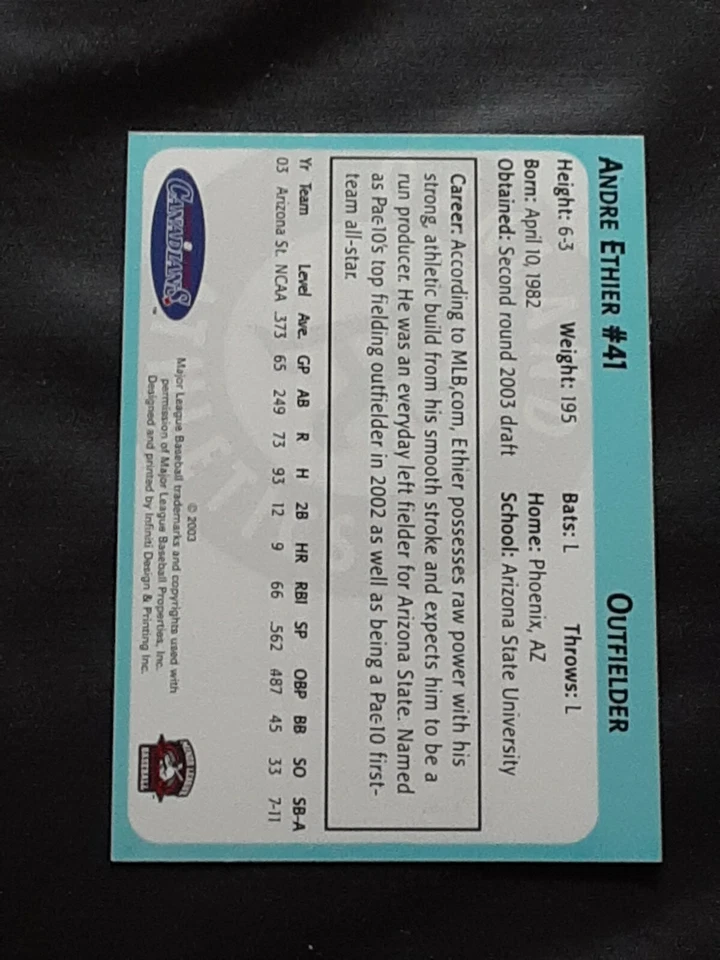 ANDRE ETHIER #41 OUTFIELDER
Height: 6-3 Weight: 195 Bats: L Throws: L
Born: April 10, 1982 Home: Phoenix, AZ
Obtained: Second round 2003 draft School: Arizona State University
Career: According to MLB,com, Ethier possesses raw power with his
strong, athletic build from his smooth stroke and expects him to be a
run producer. He was an everyday left fielder for Arizona State. Named
as Pac-10's top fielding outfielder in 2002 as well as being a Pac-10 first-
team all-star.
Yr Team Level Ave. GP AB R H 2B HR RBI SP OBP BB SO SB-A
03 Arizona St. NCAA .373 65 249 73 93 12 9 66 .562 .487 45 33 7-11
CANADIANS ™
© 2003
Major League Baseball trademarks and copyrights used with
permission of Major League Baseball Properties, Inc.
Designed and printed by Infiniti Design & Printing Inc.
MINOR LEAGUE
BASEBALL